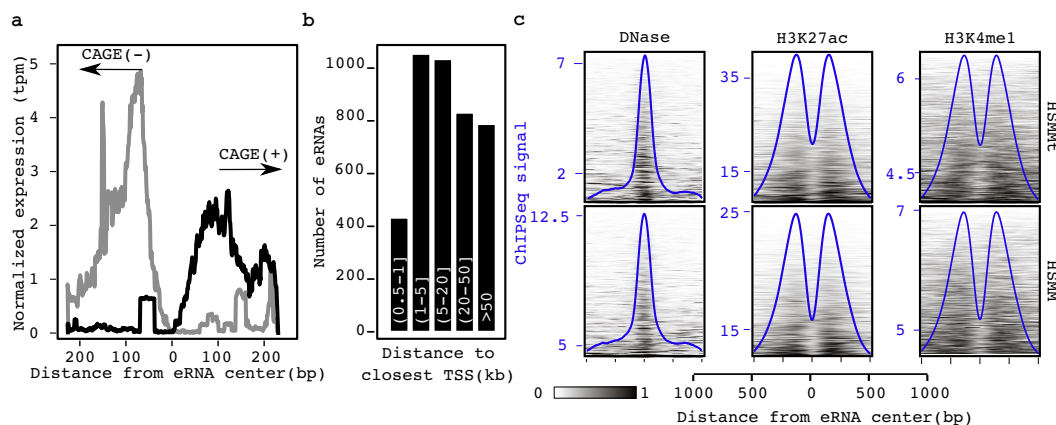 a
b
c
CAGE(-)
CAGE(+)
Normalized expression (tpm)
5
4
3
2
1
0
200 100 0 100 200
Distance from eRNA center(bp)
Number of eRNAs
1000
800
600
400
200
0
(0.5-1]
(1-5]
(5-20]
(20-50]
>50
Distance to
closest TSS(kb)
DNase
H3K27ac
H3K4me1
ChIPSeq signal
7
2
35
15
6
4.5
HSMMt
12.5
5
25
15
7
5
HSMM
0 1
1000 500 0 500 1000
Distance from eRNA center(bp)